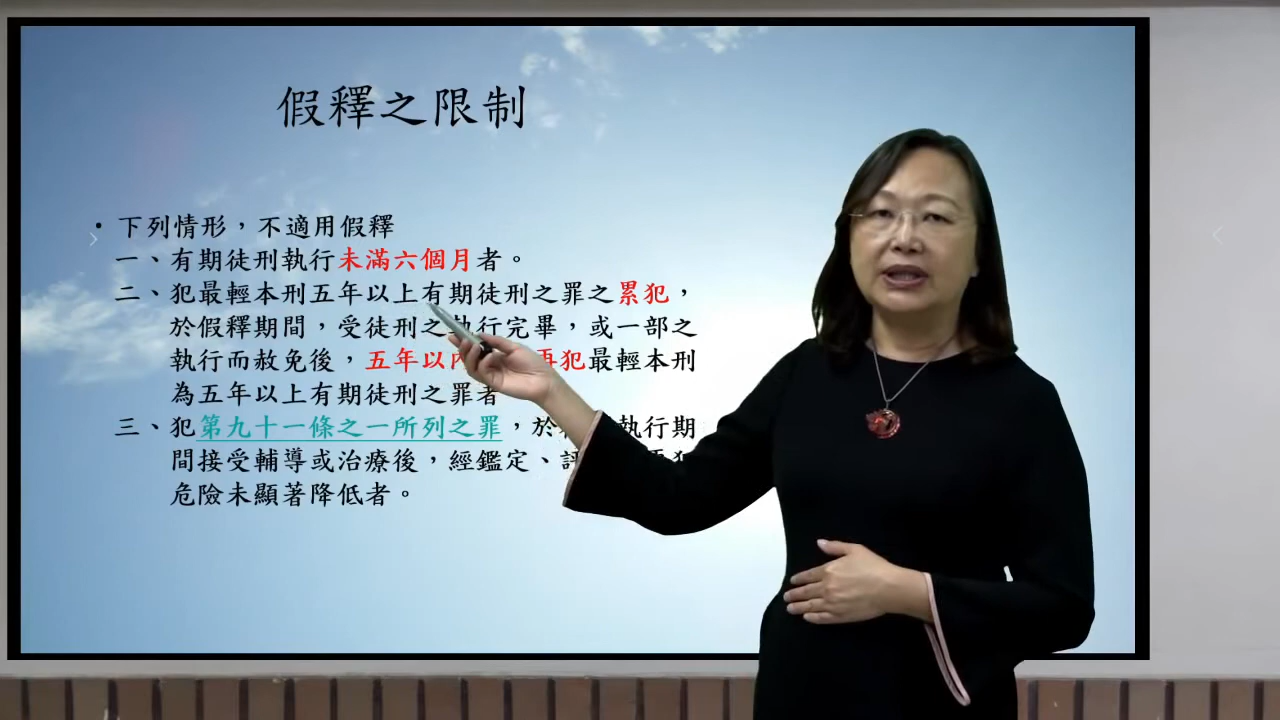 假釋之限制
• 下列情形，不適用假釋
一、有期徒刑執行未滿六個月者。
二、犯最輕本刑五年以上有期徒刑之罪之累犯，
於假釋期間，受徒刑之執行完畢，或一部之
執行而赦免後，五年以內再犯最輕本刑
為五年以上有期徒刑之罪者
三、犯第九十一條之一所列之罪，於執行期
間接受輔導或治療後，經鑑定、評
危險未顯著降低者。